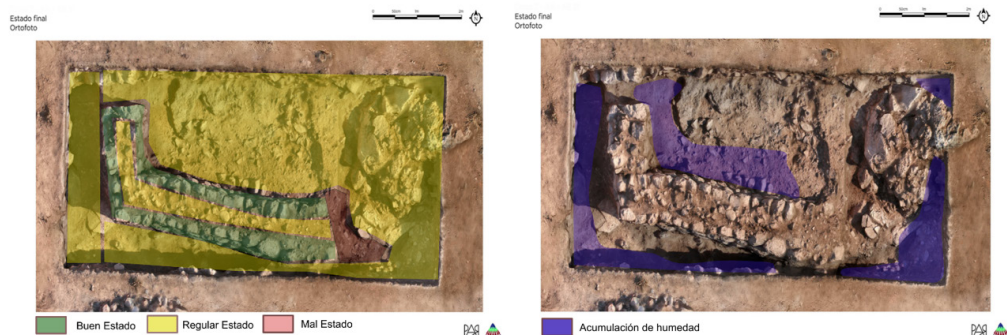 Estado final
Ortofoto
N
Buen Estado
Regular Estado
Mal Estado
Estado final
Ortofoto
N
Acumulación de humedad